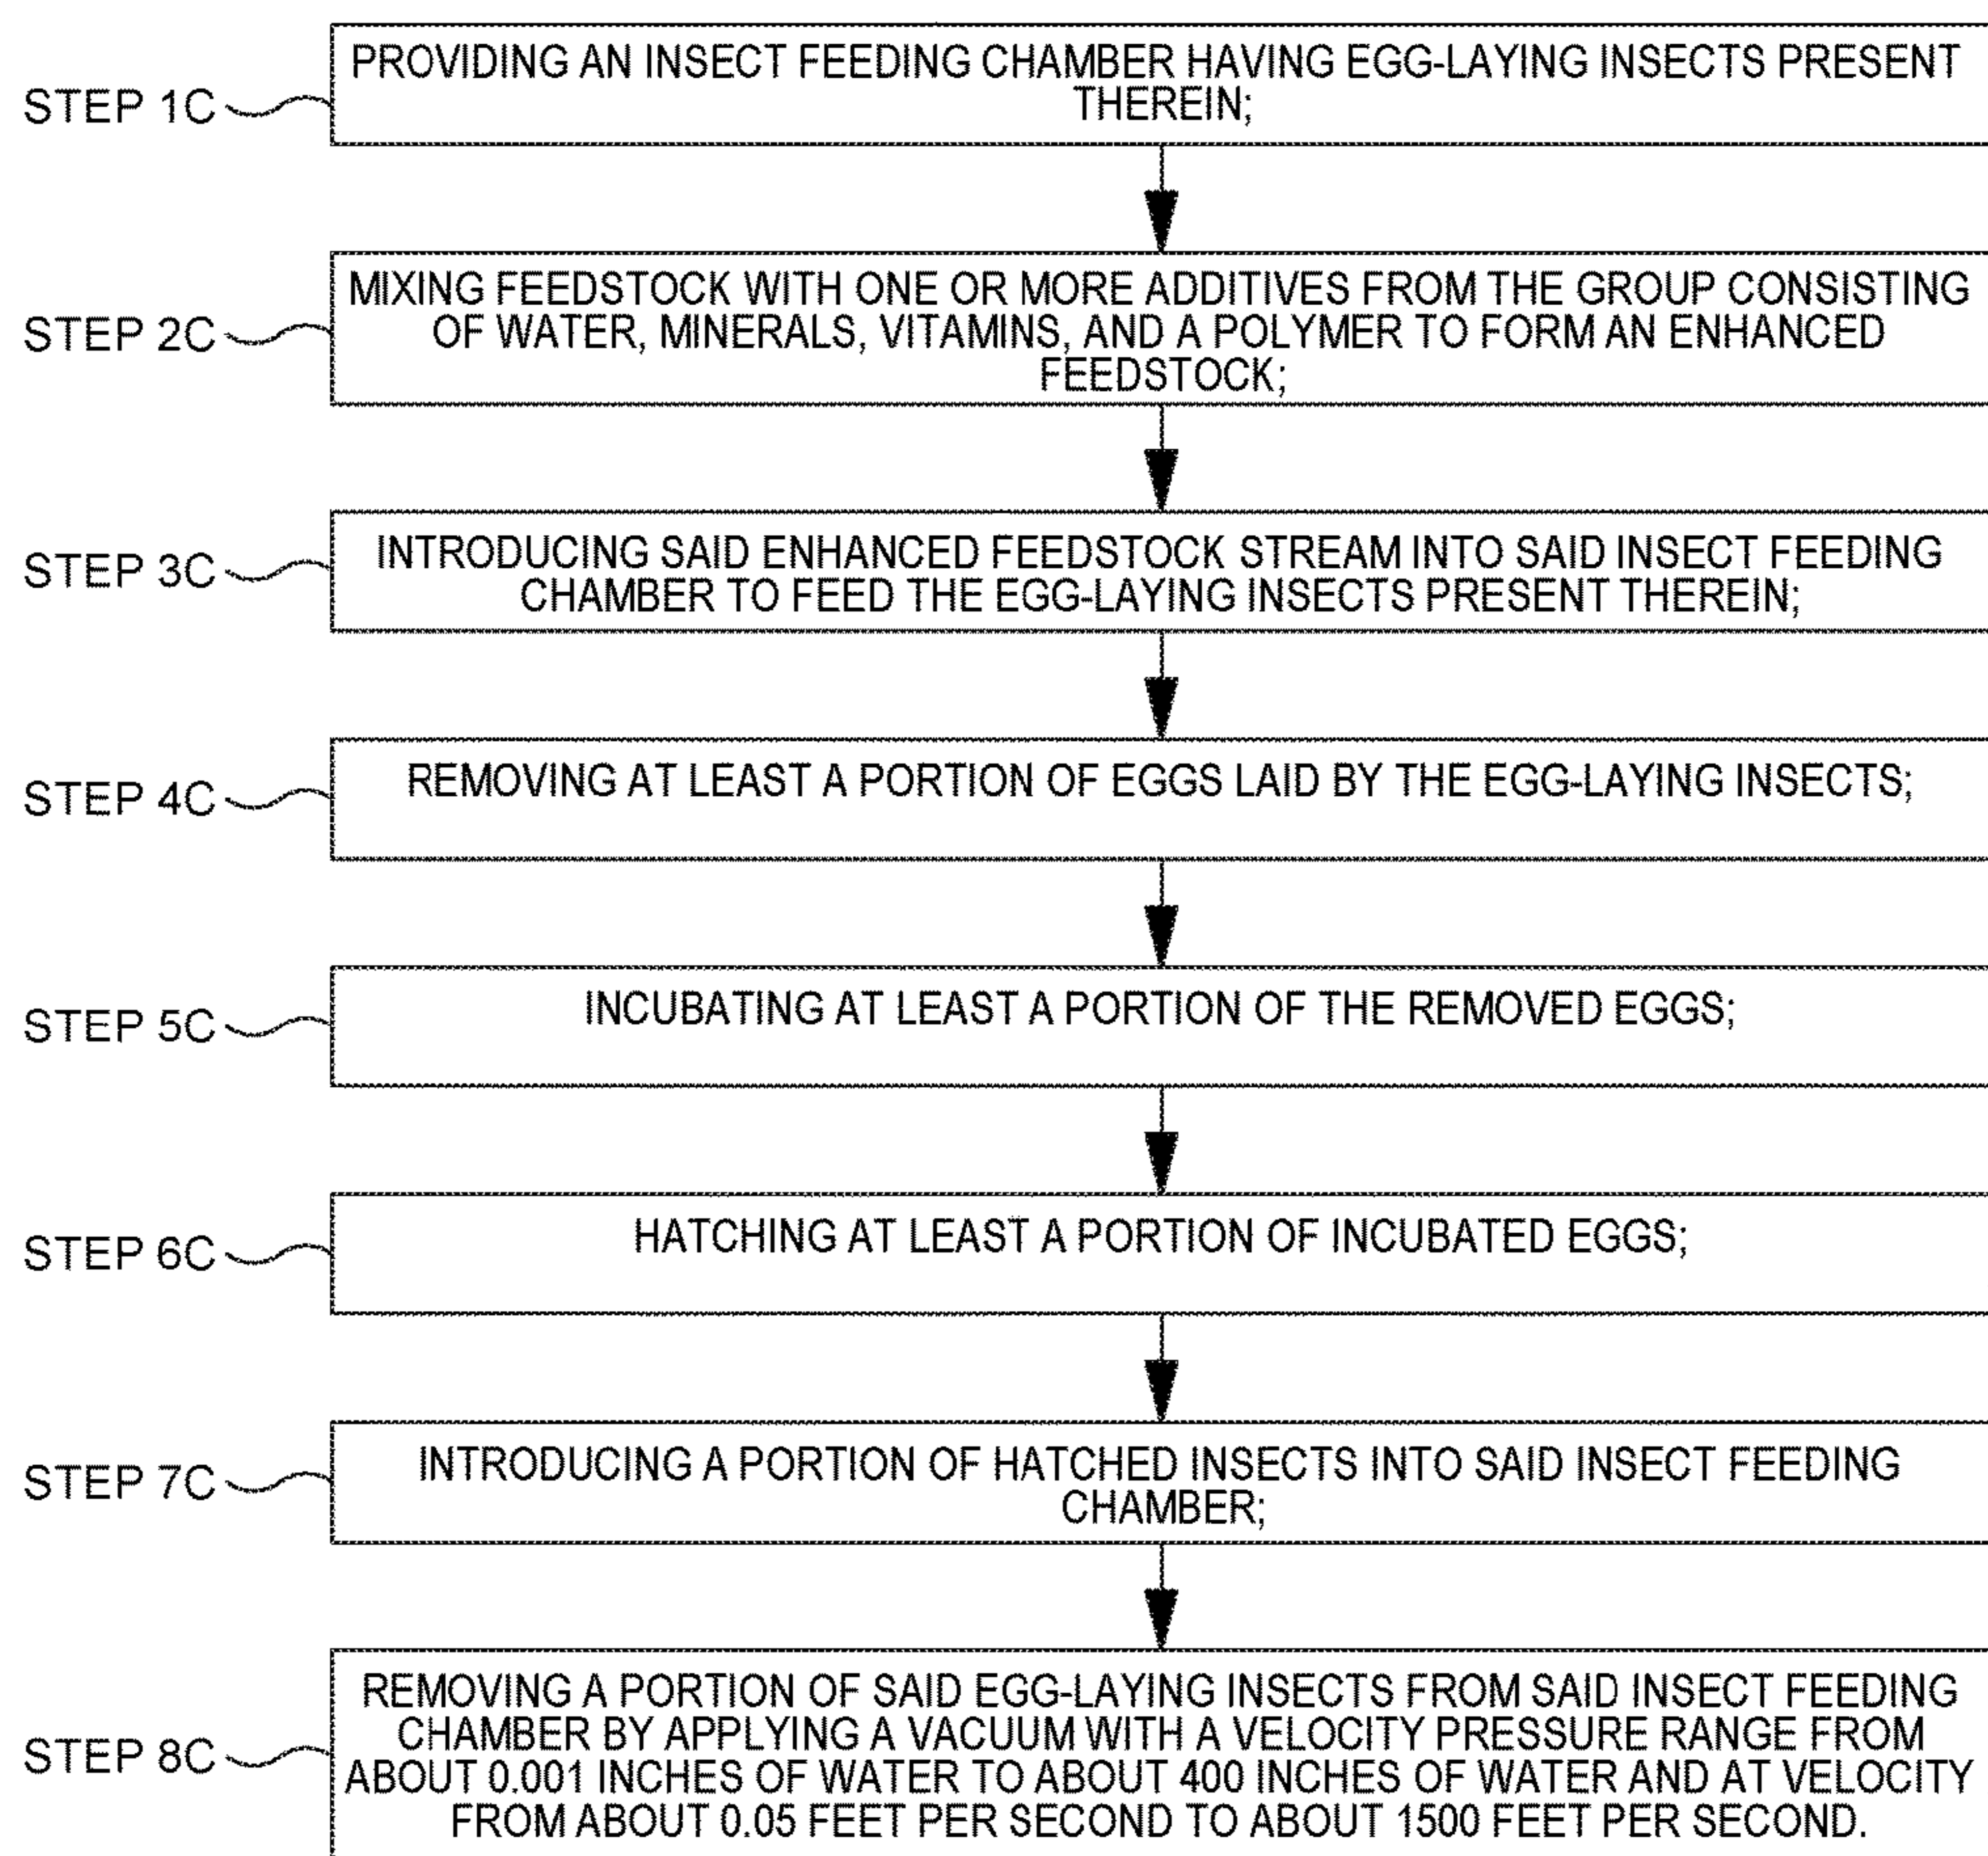 STEP 1C
PROVIDING AN INSECT FEEDING CHAMBER HAVING EGG-LAYING INSECTS PRESENT
THEREIN;
STEP 2C
MIXING FEEDSTOCK WITH ONE OR MORE ADDITIVES FROM THE GROUP CONSISTING
OF WATER, MINERALS, VITAMINS, AND A POLYMER TO FORM AN ENHANCED
FEEDSTOCK;
STEP 3C
INTRODUCING SAID ENHANCED FEEDSTOCK STREAM INTO SAID INSECT FEEDING
CHAMBER TO FEED THE EGG-LAYING INSECTS PRESENT THEREIN;
STEP 4C
REMOVING AT LEAST A PORTION OF EGGS LAID BY THE EGG-LAYING INSECTS;
STEP 5C
INCUBATING AT LEAST A PORTION OF THE REMOVED EGGS;
STEP 6C
HATCHING AT LEAST A PORTION OF INCUBATED EGGS;
STEP 7C
INTRODUCING A PORTION OF HATCHED INSECTS INTO SAID INSECT FEEDING
CHAMBER;
STEP 8C
REMOVING A PORTION OF SAID EGG-LAYING INSECTS FROM SAID INSECT FEEDING
CHAMBER BY APPLYING A VACUUM WITH A VELOCITY PRESSURE RANGE FROM
ABOUT 0.001 INCHES OF WATER TO ABOUT 400 INCHES OF WATER AND AT VELOCITY
FROM ABOUT 0.05 FEET PER SECOND TO ABOUT 1500 FEET PER SECOND.